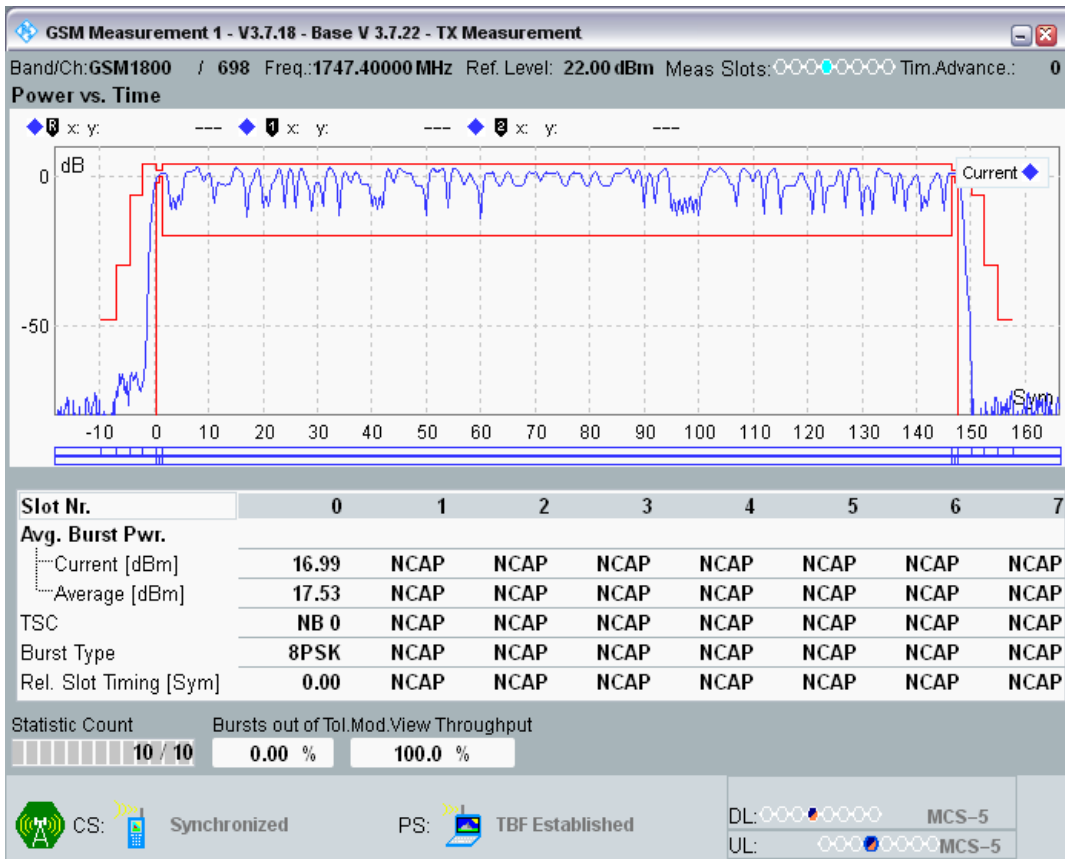 GSM Measurement 1 - V3.7.18 - Base V 3.7.22 - TX Measurement
Band/Ch:GSM1800 / 698 Freq.:1747.40000 MHz Ref. Level: 22.00 dBm Meas Slots: Tim.Advance.: 0
Power vs. Time
R x: y: --- 1 x: y: --- 2 x: y: ---
dB
Current
0
-50
Sym
-10 0 10 20 30 40 50 60 70 80 90 100 110 120 130 140 150 160
Slot Nr. 0 1 2 3 4 5 6 7
Avg. Burst Pwr.
Current [dBm] 16.99 NCAP NCAP NCAP NCAP NCAP NCAP NCAP
Average [dBm] 17.53 NCAP NCAP NCAP NCAP NCAP NCAP NCAP
TSC NB 0 NCAP NCAP NCAP NCAP NCAP NCAP NCAP
Burst Type 8PSK NCAP NCAP NCAP NCAP NCAP NCAP NCAP
Rel. Slot Timing [Sym] 0.00 NCAP NCAP NCAP NCAP NCAP NCAP NCAP
Statistic Count Bursts out of Tol.Mod.View Throughput
10 / 10 0.00 % 100.0 %
CS: Synchronized PS: TBF Established
DL: MCS-5
UL: MCS-5